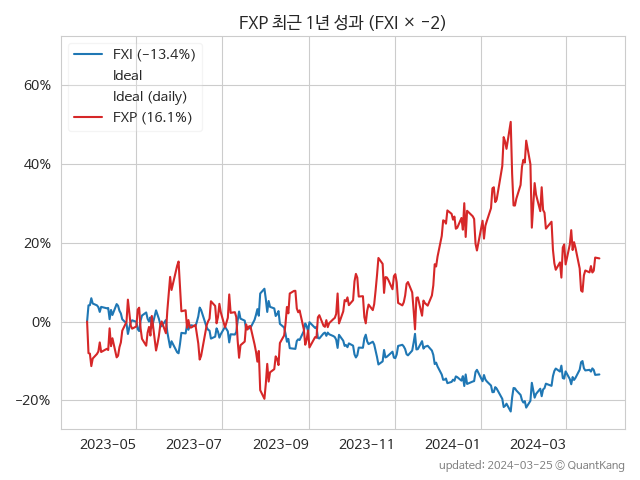 FXP 최근 1년 성과 (FXI × −2)
FXI (−13.4%)
Ideal
Ideal (daily)
FXP (16.1%)
60%
40%
20%
0%
−20%
2023-05 2023-07 2023-09 2023-11 2024-01 2024-03
updated: 2024-03-25 ⓒ QuantKang